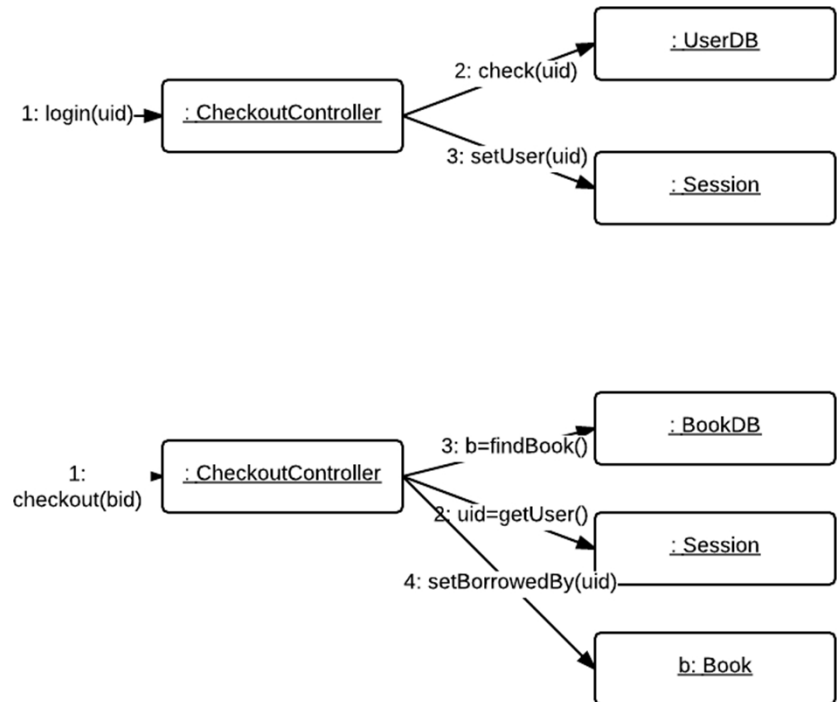 : UserDB
2: check(uid)
1: login(uid)
: CheckoutController
3: setUser(uid)
: Session
: BookDB
3: b=findBook()
1:
checkout(bid)
: CheckoutController
2: uid=getUser()
: Session
4: setBorrowedBy(uid)
b: Book